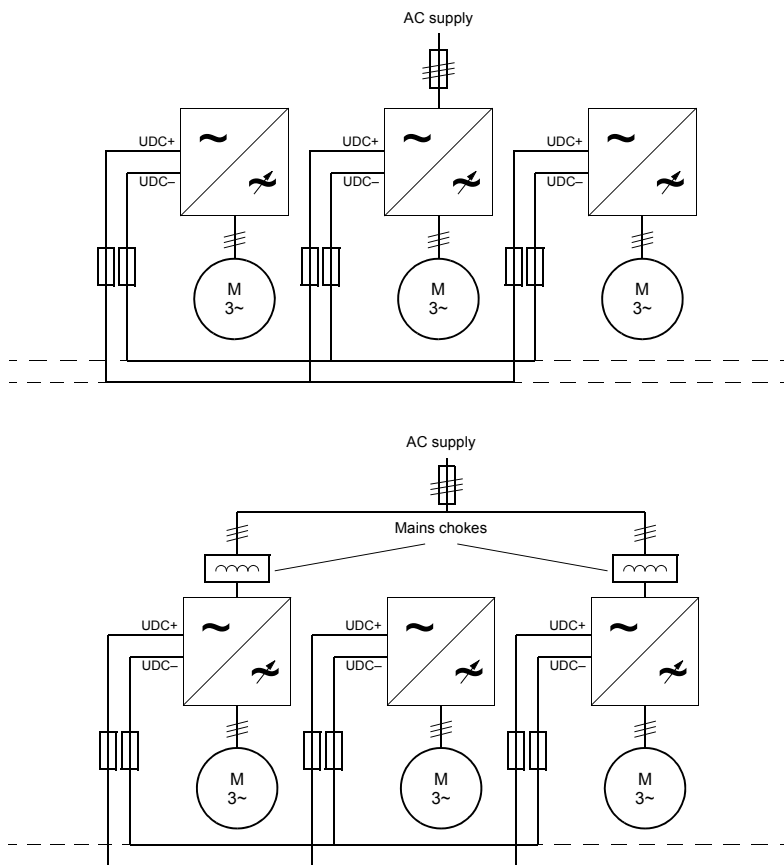 AC supply
UDC+
UDC–
UDC+
UDC–
UDC+
UDC–
M
3~
M
3~
M
3~
AC supply
Mains chokes
UDC+
UDC–
UDC+
UDC–
UDC+
UDC–
M
3~
M
3~
M
3~